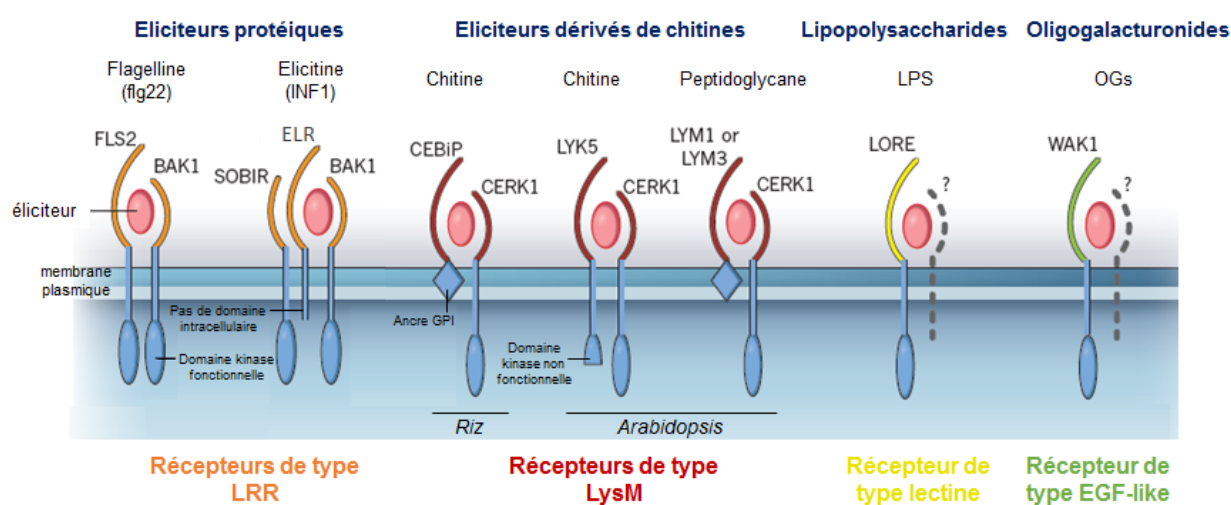 Eliciteurs protéiques
Eliciteurs dérivés de chitines
Lipopolysaccharides
Oligogalacturonides
Flagelline
(flg22)
Elicitine
(INF1)
Chitine
Chitine
Peptidoglycane
LPS
OGs
FLS2
BAK1
SOBIR
ELR
BAK1
CEBiP
CERK1
LYK5
CERK1
LYM1 or
LYM3
CERK1
LORE
?
WAK1
?
éliciteur
membrane
plasmique
Pas de domaine
intracellulaire
Domaine kinase
fonctionnelle
Ancre GPI
Domaine
kinase non
fonctionnelle
Riz
Arabidopsis
Récepteurs de type
LRR
Récepteurs de type
LysM
Récepteur de
type lectine
Récepteur de
type EGF-like